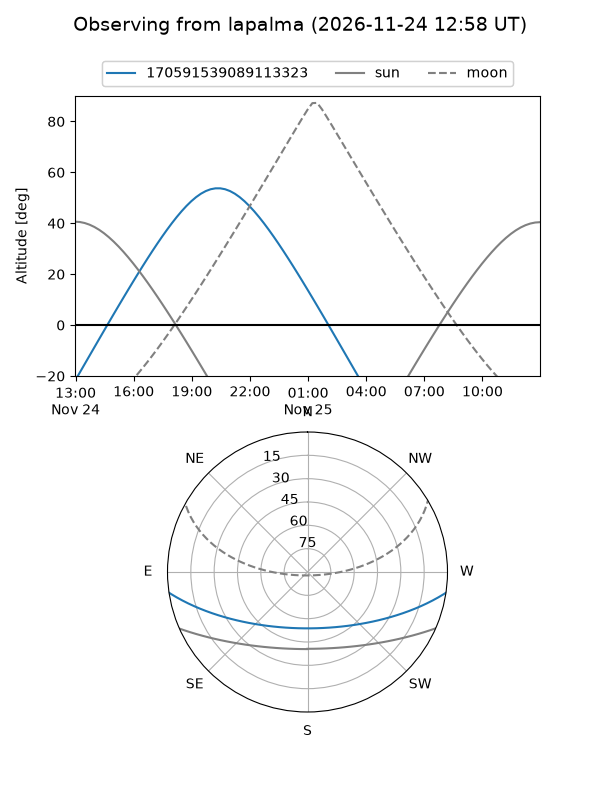 Observing from lapalma (2026-11-24 12:58 UT)
170591539089113323 sun moon
Altitude [deg]
80
60
40
20
0
−20
13:00 16:00 19:00 22:00 01:00 04:00 07:00 10:00
Nov 24 Nov 25
N
NE NW
15
30
45
60
75
E W
SE SW
S